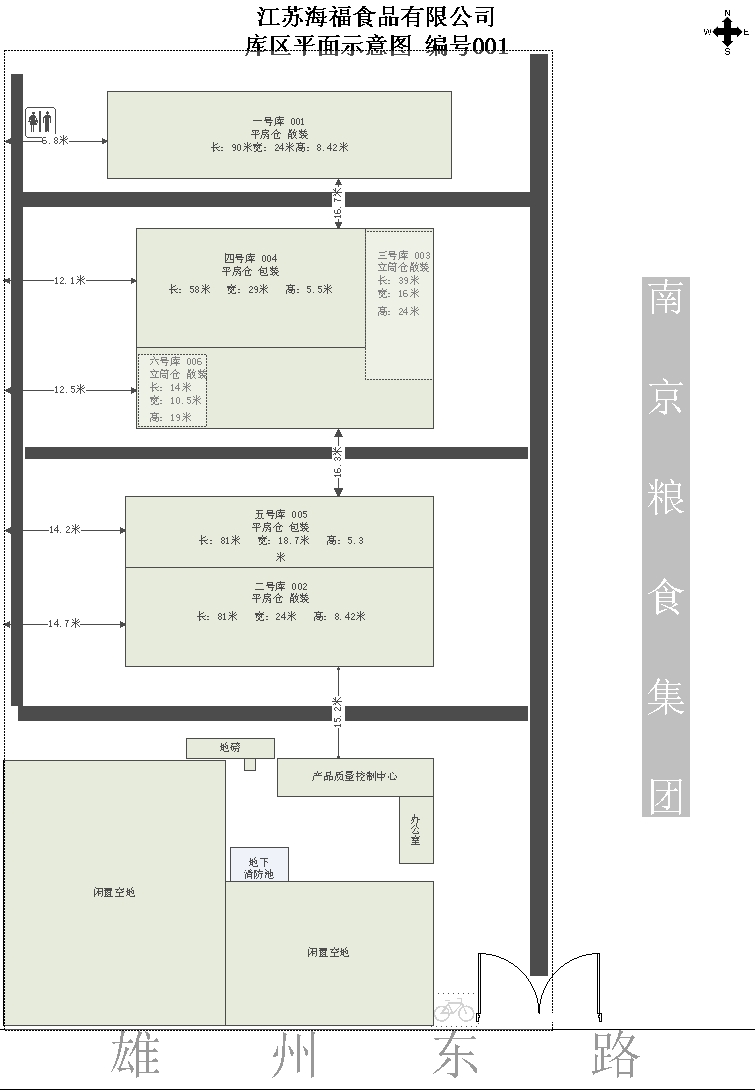 江苏海福食品有限公司
库区平面示意图 编号001
N
W E
S
一号库 001
平房仓 散装
长: 90米宽: 24米高: 8.42米
6.8米
16.7米
四号库 004
平房仓 包装
长: 58米 宽: 29米 高: 5.5米
三号库 003
立筒仓散装
长: 39米
宽: 16米
高: 24米
12.1米
六号库 006
立筒仓 散装
长: 14米
宽: 10.5米
高: 19米
12.5米
16.3米
五号库 005
平房仓 包装
长: 81米 宽: 18.7米 高: 5.3
米
14.2米
二号库 002
平房仓 散装
长: 81米 宽: 24米 高: 8.42米
14.7米
15.2米
地磅
产品质量控制中心
办公室
地下
消防池
闲置空地
闲置空地
南京粮食集团
雄州东路